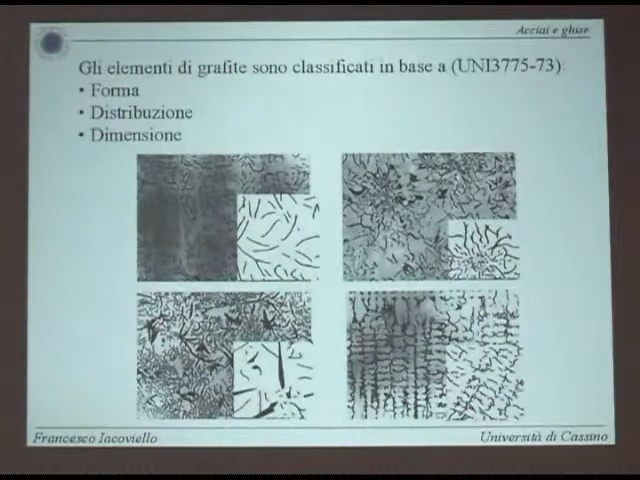 Acciai e ghise
Gli elementi di grafite sono classificati in base a (UNI3775-73)
• Forma
• Distribuzione
• Dimensione
Francesco Iacoviello
Università di Cassino